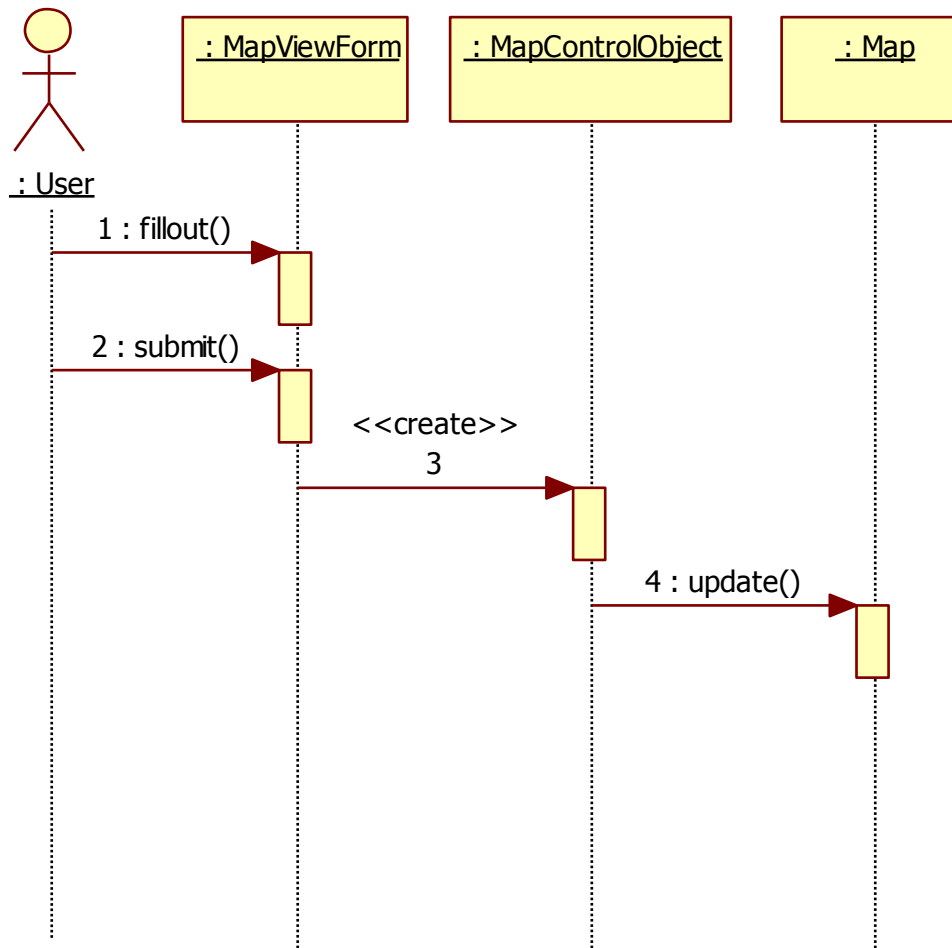 : MapViewForm
: MapControlObject
: Map
: User
1 : fillout()
2 : submit()
<<create>>
3
4 : update()